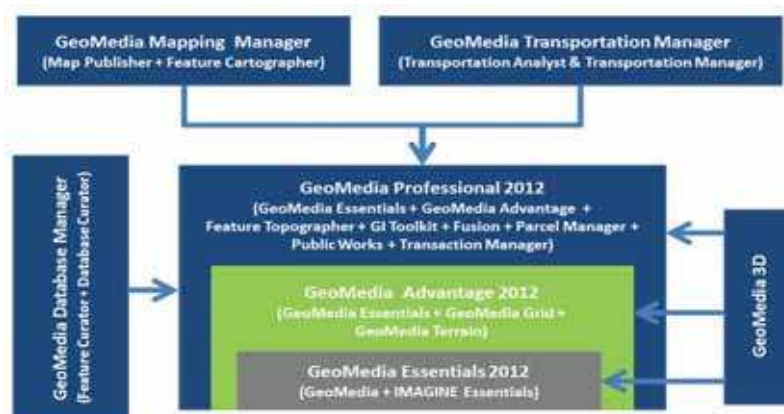 GeoMedia Mapping Manager
(Map Publisher + Feature Cartographer)
GeoMedia Transportation Manager
(Transportation Analyst & Transportation Manager)
GeoMedia Database Manager
(Feature Curator + Database Curator)
GeoMedia Professional 2012
(GeoMedia Essentials + GeoMedia Advantage +
Feature Topographer + GI Toolkit + Fusion + Parcel Manager +
Public Works + Transaction Manager)
GeoMedia Advantage 2012
(GeoMedia Essentials + GeoMedia Grid +
GeoMedia Terrain)
GeoMedia Essentials 2012
(GeoMedia + IMAGINE Essentials)
GeoMedia 3D